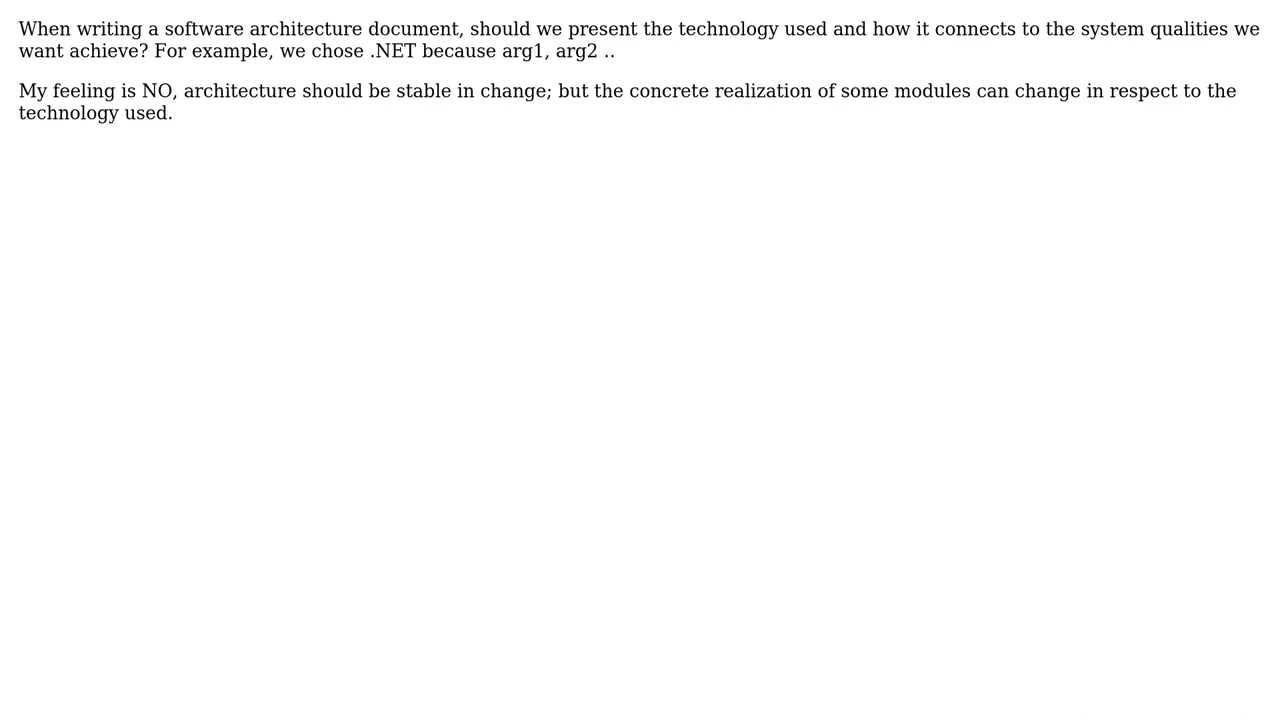 When writing a software architecture document, should we present the technology used and how it connects to the system qualities we
want achieve? For example, we chose .NET because arg1, arg2 ..
My feeling is NO, architecture should be stable in change; but the concrete realization of some modules can change in respect to the
technology used.